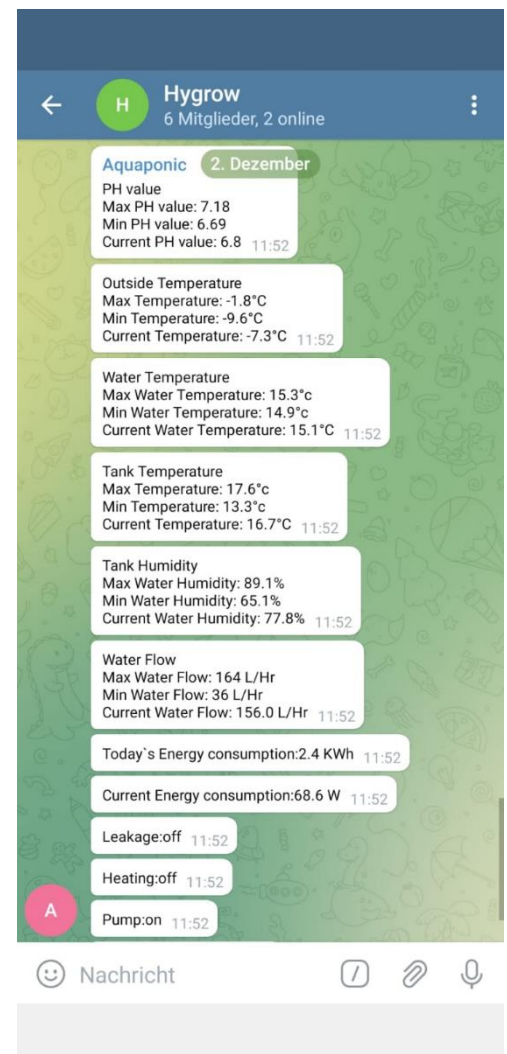 Hygrow
H
6 Mitglieder, 2 online
Aquaponic
2. Dezember
PH value
Max PH value: 7.18
Min PH value: 6.69
Current PH value: 6.8 11:52
Outside Temperature
Max Temperature: -1.8°C
Min Temperature: -9.6°C
Current Temperature: -7.3°C 11:52
Water Temperature
Max Water Temperature: 15.3°c
Min Water Temperature: 14.9°c
Current Water Temperature: 15.1°C 11:52
Tank Temperature
Max Temperature: 17.6°c
Min Temperature: 13.3°c
Current Temperature: 16.7°C 11:52
Tank Humidity
Max Water Humidity: 89.1%
Min Water Humidity: 65.1%
Current Water Humidity: 77.8% 11:52
Water Flow
Max Water Flow: 164 L/Hr
Min Water Flow: 36 L/Hr
Current Water Flow: 156.0 L/Hr 11:52
Today`s Energy consumption:2.4 KWh 11:52
Current Energy consumption:68.6 W 11:52
Leakage:off 11:52
Heating:off 11:52
A
Pump:on 11:52
Nachricht